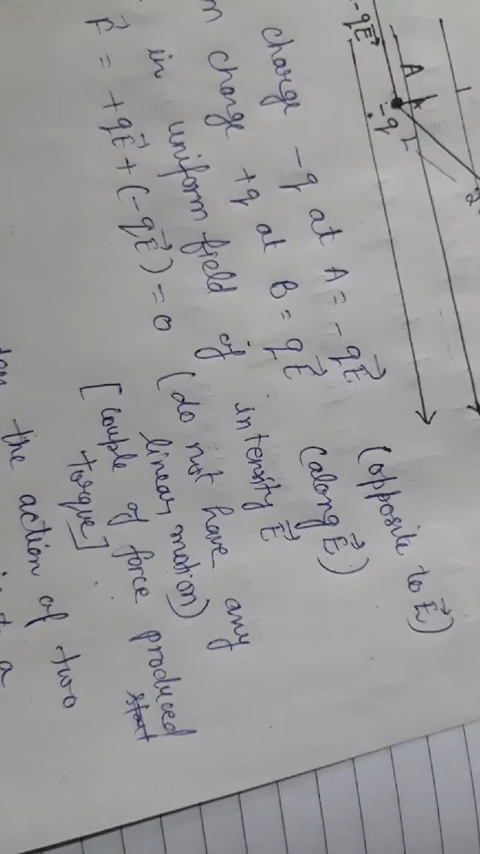 -qE⃗
A
-q
L
2
charge -q at A = -qE⃗ (opposite to E⃗)
charge +q at B = qE⃗ (along E⃗)
in uniform field of intensity E⃗
F⃗ = +qE⃗ + (-qE⃗) = 0 (do not have any
linear motion)
[couple of force produced
torque]
the action of two
a